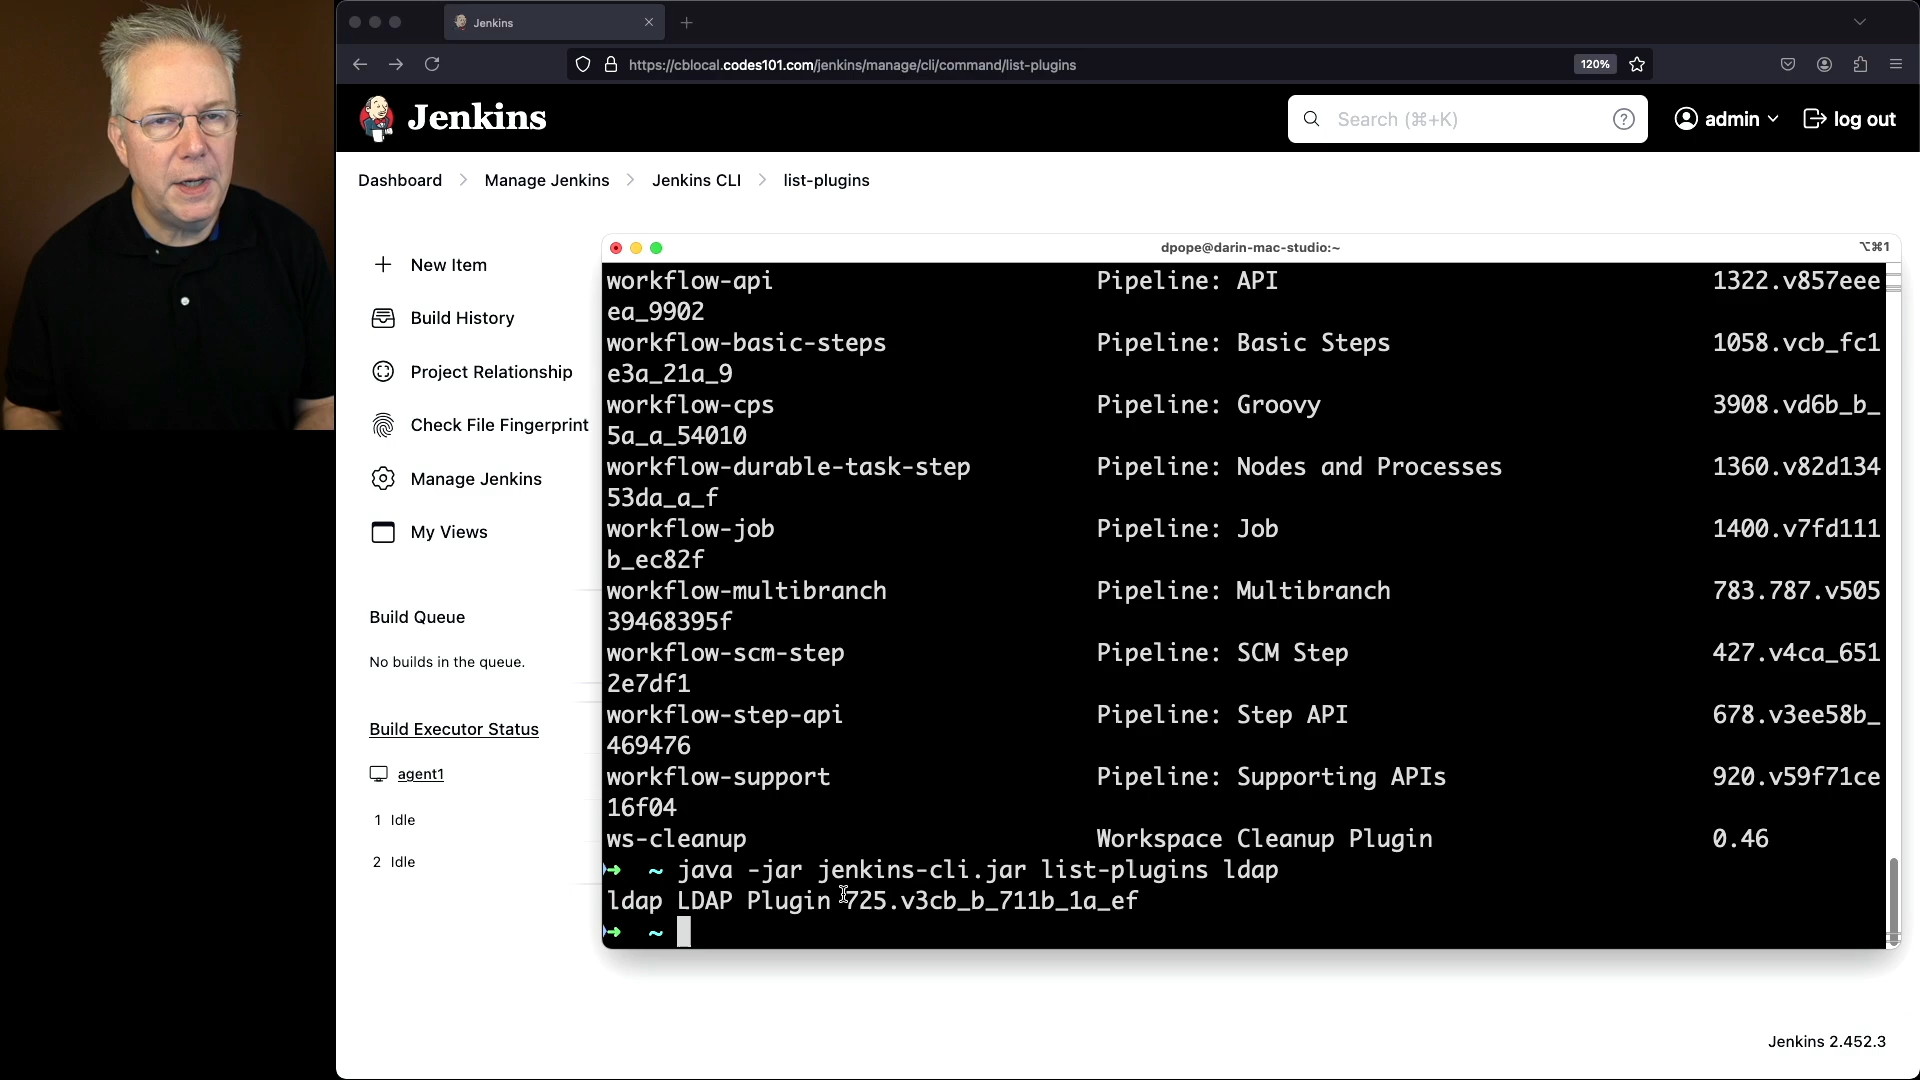 Jenkins
https://cblocal.codes101.com/jenkins/manage/cli/command/list-plugins
120%
Jenkins
Search (⌘+K)
admin
log out
Dashboard
Manage Jenkins
Jenkins CLI
list-plugins
New Item
Build History
Project Relationship
Check File Fingerprint
Manage Jenkins
My Views
Build Queue
No builds in the queue.
Build Executor Status
agent1
1 Idle
2 Idle
dpope@darin-mac-studio:~
⌥⌘1
workflow-api Pipeline: API 1322.v857eee
ea_9902
workflow-basic-steps Pipeline: Basic Steps 1058.vcb_fc1
e3a_21a_9
workflow-cps Pipeline: Groovy 3908.vd6b_b_
5a_a_54010
workflow-durable-task-step Pipeline: Nodes and Processes 1360.v82d134
53da_a_f
workflow-job Pipeline: Job 1400.v7fd111
b_ec82f
workflow-multibranch Pipeline: Multibranch 783.787.v505
39468395f
workflow-scm-step Pipeline: SCM Step 427.v4ca_651
2e7df1
workflow-step-api Pipeline: Step API 678.v3ee58b_
469476
workflow-support Pipeline: Supporting APIs 920.v59f71ce
16f04
ws-cleanup Workspace Cleanup Plugin 0.46
➜ ~ java -jar jenkins-cli.jar list-plugins ldap
ldap LDAP Plugin 725.v3cb_b_711b_1a_ef
➜ ~
Jenkins 2.452.3